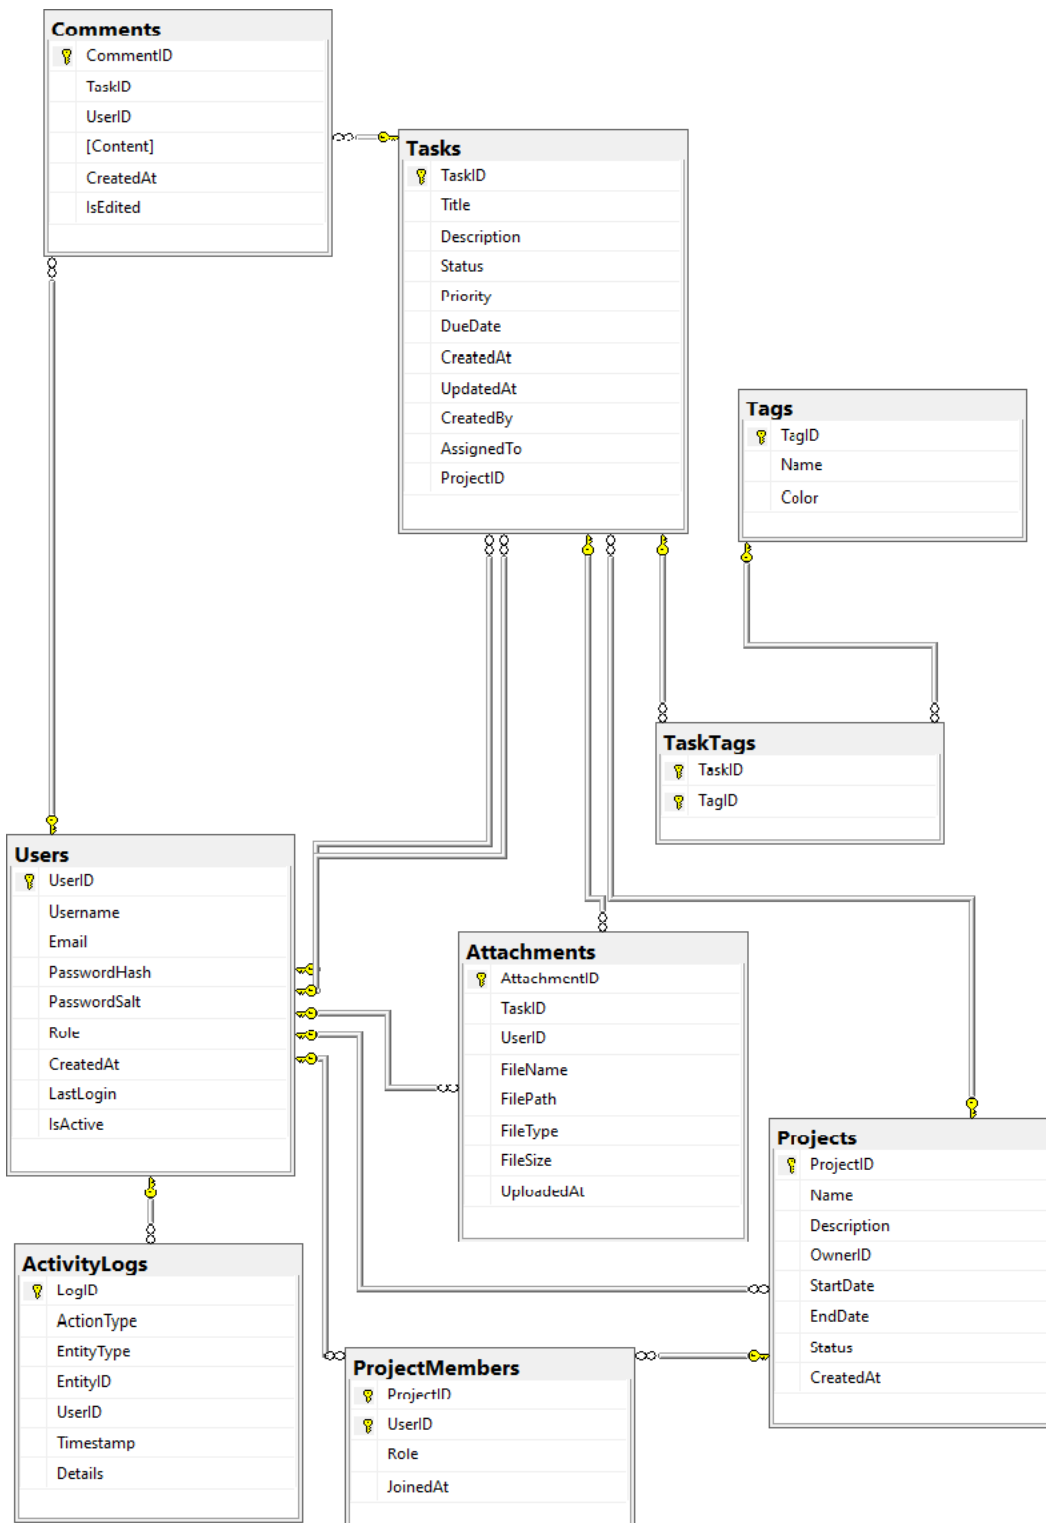 Comments
CommentID
TaskID
UserID
[Content]
CreatedAt
IsEdited
Tasks
TaskID
Title
Description
Status
Priority
DueDate
CreatedAt
UpdatedAt
CreatedBy
AssignedTo
ProjectID
Tags
TagID
Name
Color
TaskTags
TaskID
TagID
Users
UserID
Username
Email
PasswordHash
PasswordSalt
Role
CreatedAt
LastLogin
IsActive
Attachments
AttachmentID
TaskID
UserID
FileName
FilePath
FileType
FileSize
UploadedAt
Projects
ProjectID
Name
Description
OwnerID
StartDate
EndDate
Status
CreatedAt
ActivityLogs
LogID
ActionType
EntityType
EntityID
UserID
Timestamp
Details
ProjectMembers
ProjectID
UserID
Role
JoinedAt